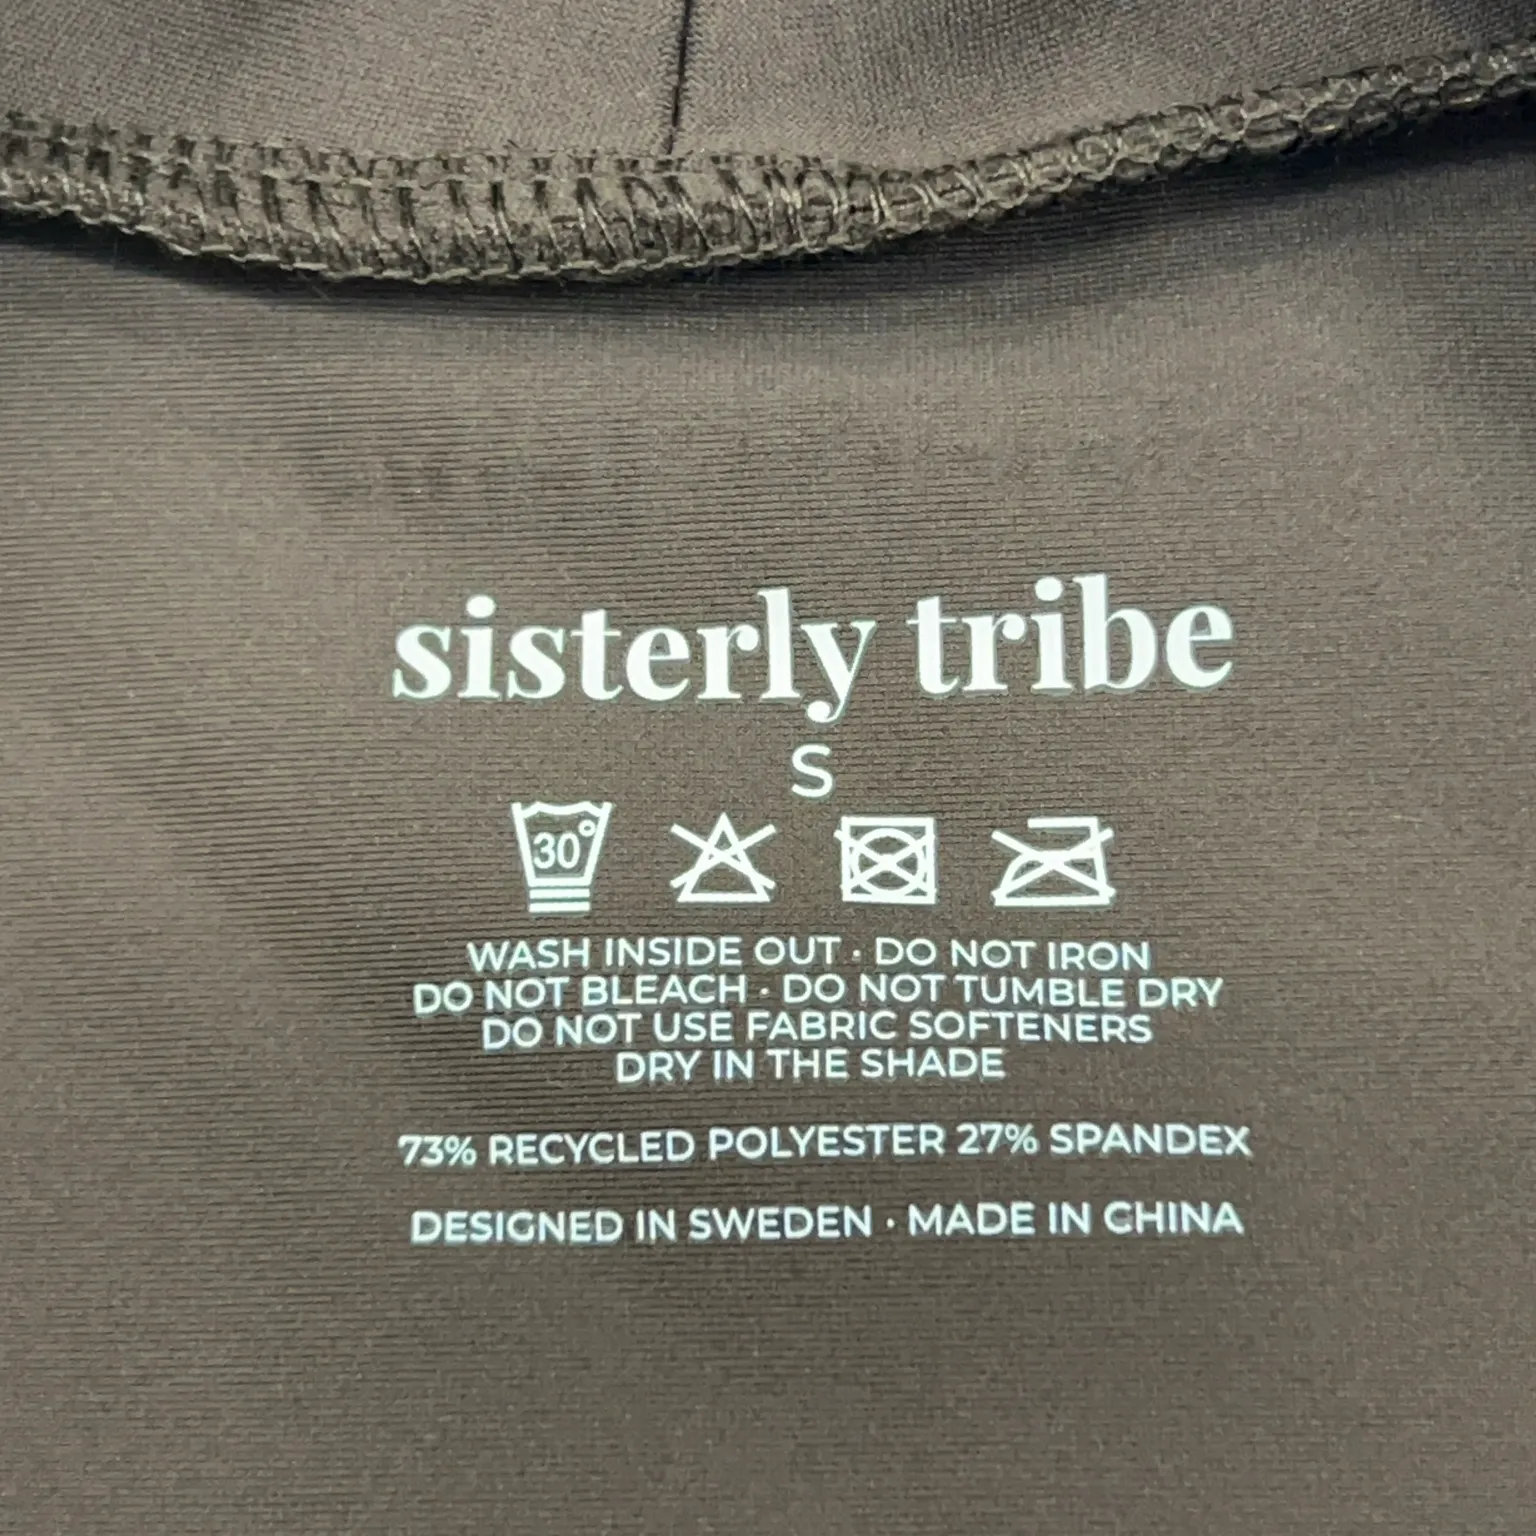 sisterly tribe
S
30°
WASH INSIDE OUT · DO NOT IRON
DO NOT BLEACH · DO NOT TUMBLE DRY
DO NOT USE FABRIC SOFTENERS
DRY IN THE SHADE
73% RECYCLED POLYESTER 27% SPANDEX
DESIGNED IN SWEDEN · MADE IN CHINA